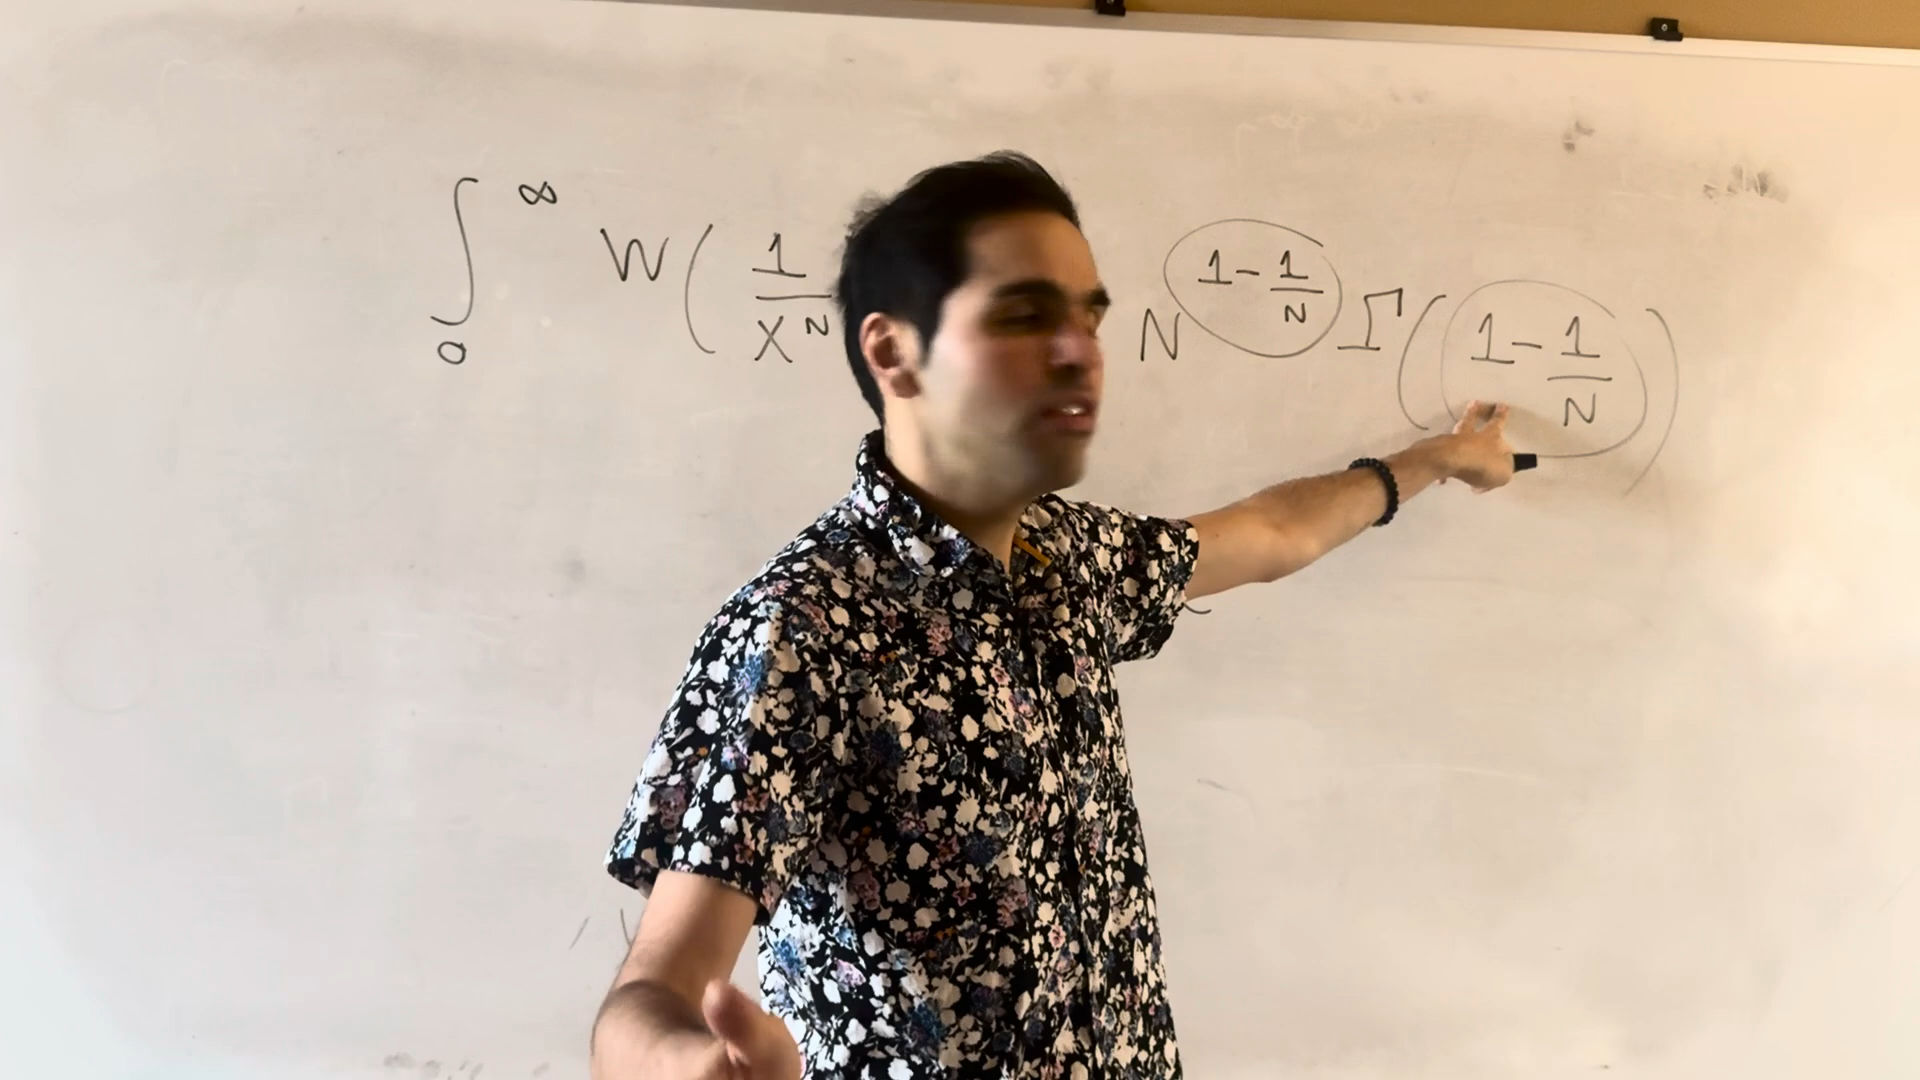 ∫₀^∞ W(1/x^N N^(1-1/N) Γ(1-1/N)